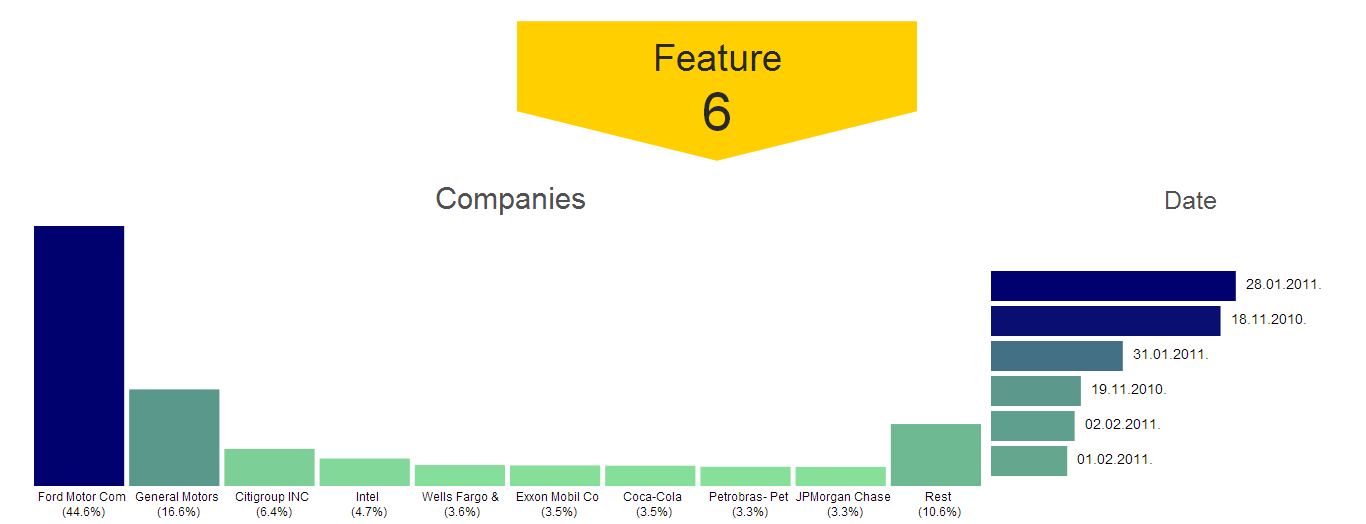 Feature
6
Companies
Date
28.01.2011.
18.11.2010.
31.01.2011.
19.11.2010.
02.02.2011.
01.02.2011.
Ford Motor Com General Motors Citigroup INC Intel Wells Fargo & Exxon Mobil Co Coca-Cola Petrobras- Pet JPMorgan Chase Rest
(44.6%) (16.6%) (6.4%) (4.7%) (3.6%) (3.5%) (3.5%) (3.3%) (3.3%) (10.6%)